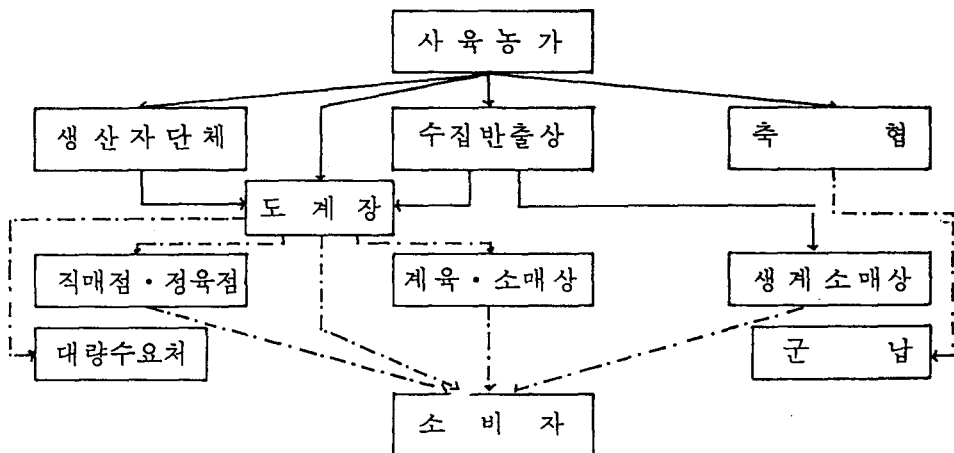 사육농가
생산자단체
수집반출상
축협
도계장
직매점·정육점
계육·소매상
생계소매상
대량수요처
군납
소비자